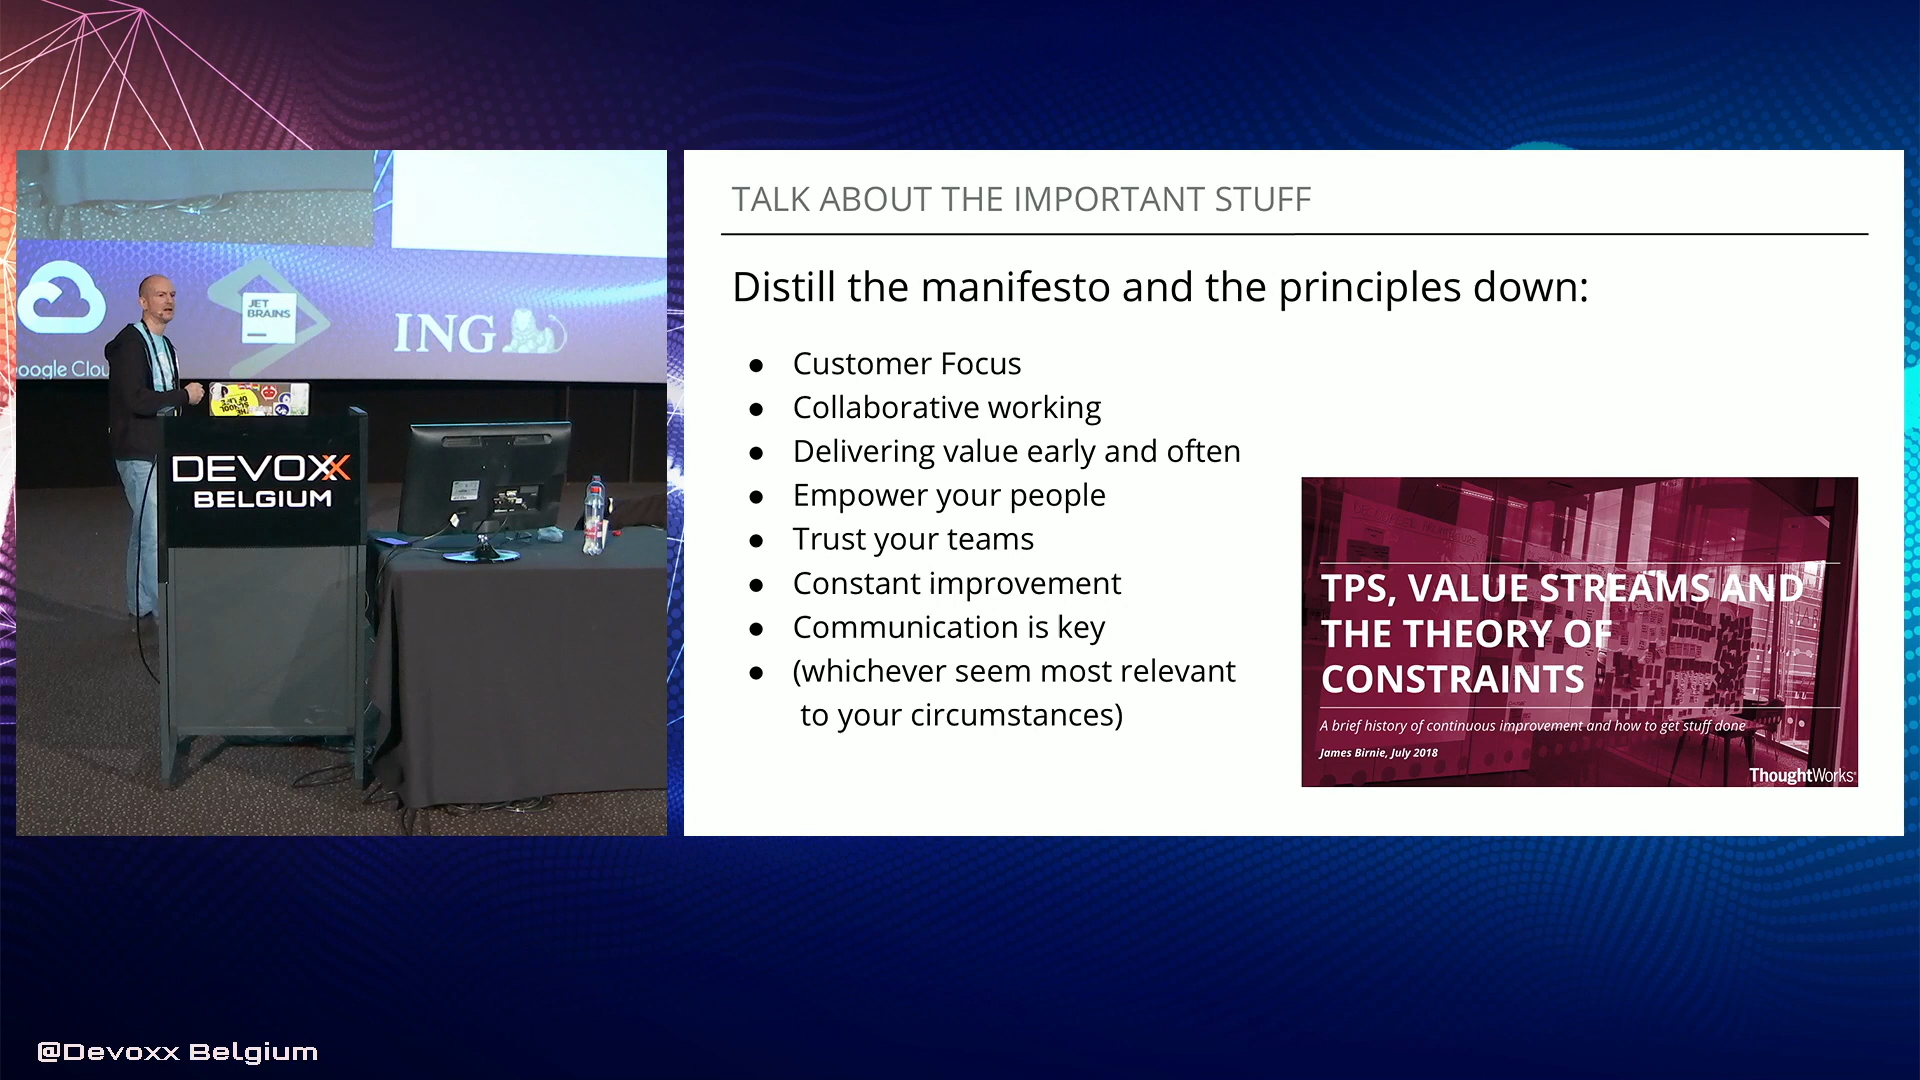 oogle Clou
JET
BRAINS
ING
DEVOXX
BELGIUM
TALK ABOUT THE IMPORTANT STUFF
Distill the manifesto and the principles down:
● Customer Focus
● Collaborative working
● Delivering value early and often
● Empower your people
● Trust your teams
● Constant improvement
● Communication is key
● (whichever seem most relevant
to your circumstances)
TPS, VALUE STREAMS AND
THE THEORY OF
CONSTRAINTS
A brief history of continuous improvement and how to get stuff done
James Birnie, July 2018
ThoughtWorks
@Devoxx Belgium